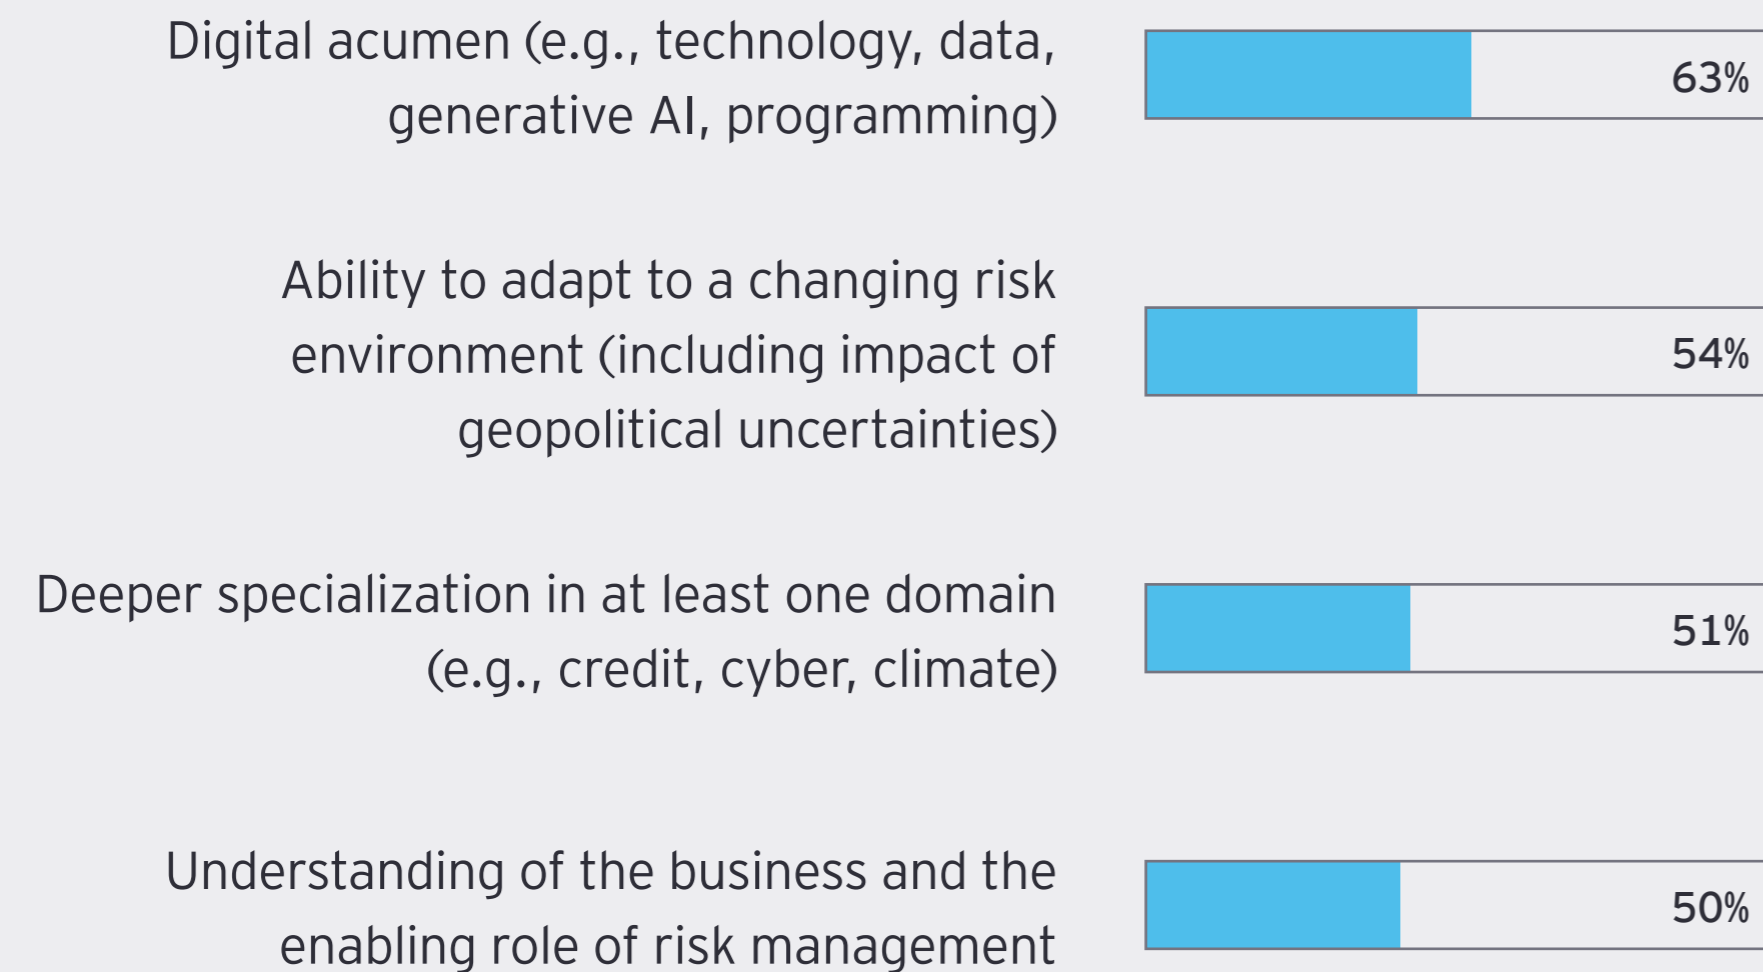 Digital acumen (e.g., technology, data,
generative AI, programming)
63%
Ability to adapt to a changing risk
environment (including impact of
geopolitical uncertainties)
54%
Deeper specialization in at least one domain
(e.g., credit, cyber, climate)
51%
Understanding of the business and the
enabling role of risk management
50%